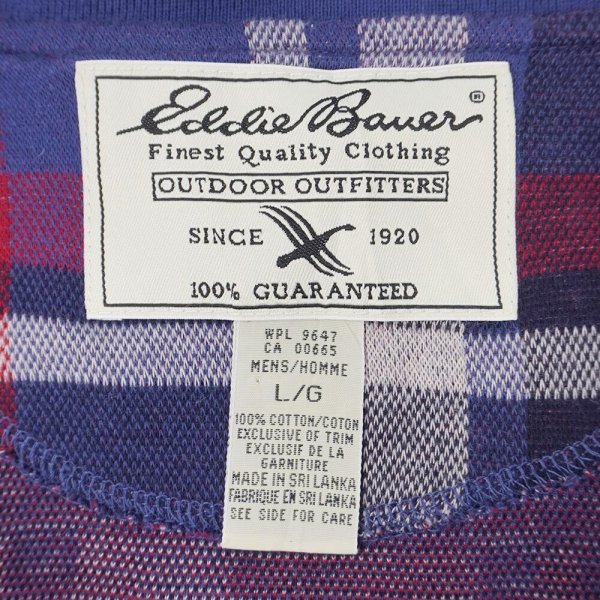 Eddie Bauer®
Finest Quality Clothing
OUTDOOR OUTFITTERS
SINCE 1920
100% GUARANTEED
WPL 9647
CA 00665
MENS/HOMME
L/G
100% COTTON/COTON
EXCLUSIVE OF TRIM
EXCLUSIF DE LA
GARNITURE
MADE IN SRI LANKA
FABRIQUE EN SRI LANKA
SEE SIDE FOR CARE